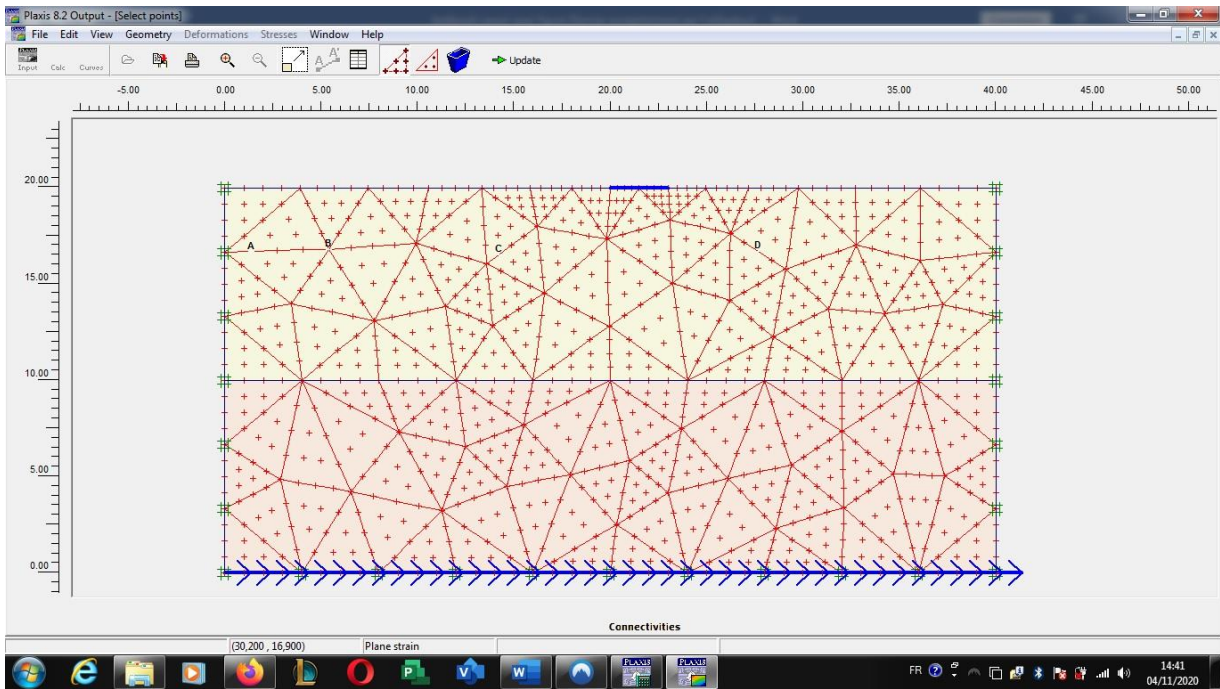 Plaxis 8.2 Output - [Select points]
File Edit View Geometry Deformations Stresses Window Help
Input Calc Curves Update
-5.00 0.00 5.00 10.00 15.00 20.00 25.00 30.00 35.00 40.00 45.00 50.00
20.00
A B C D
15.00
10.00
5.00
0.00
Connectivities
(30,200 , 16,900) Plane strain
PLAXIS PLAXIS
FR 14:41
04/11/2020